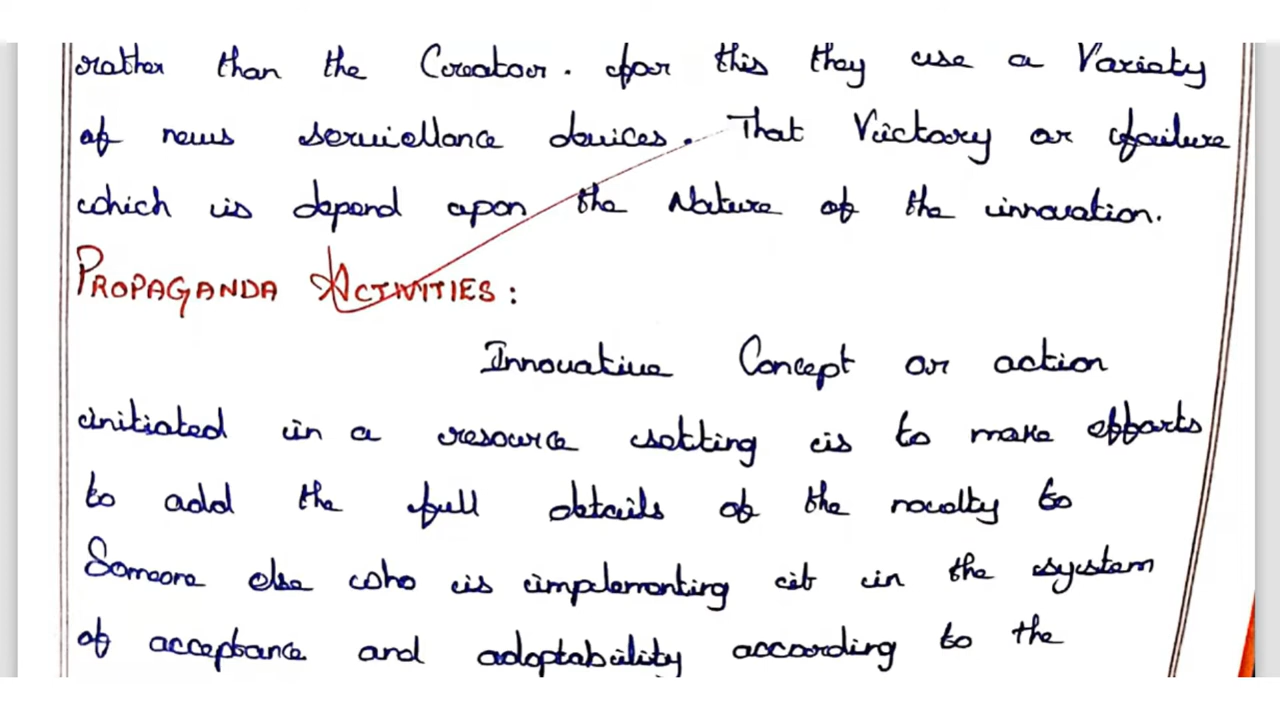 rather than the Creator. for this they use a Variety
of news serviellance devices. That Victory or failure
which is depend upon the Nature of the innovation.
PROPAGANDA ACTIVITIES:
Innovative Concept or action
initiated in a resource setting is to make efforts
to add the full details of the novelty to
Someone else who is implementing it in the system
of acceptance and adoptability according to the